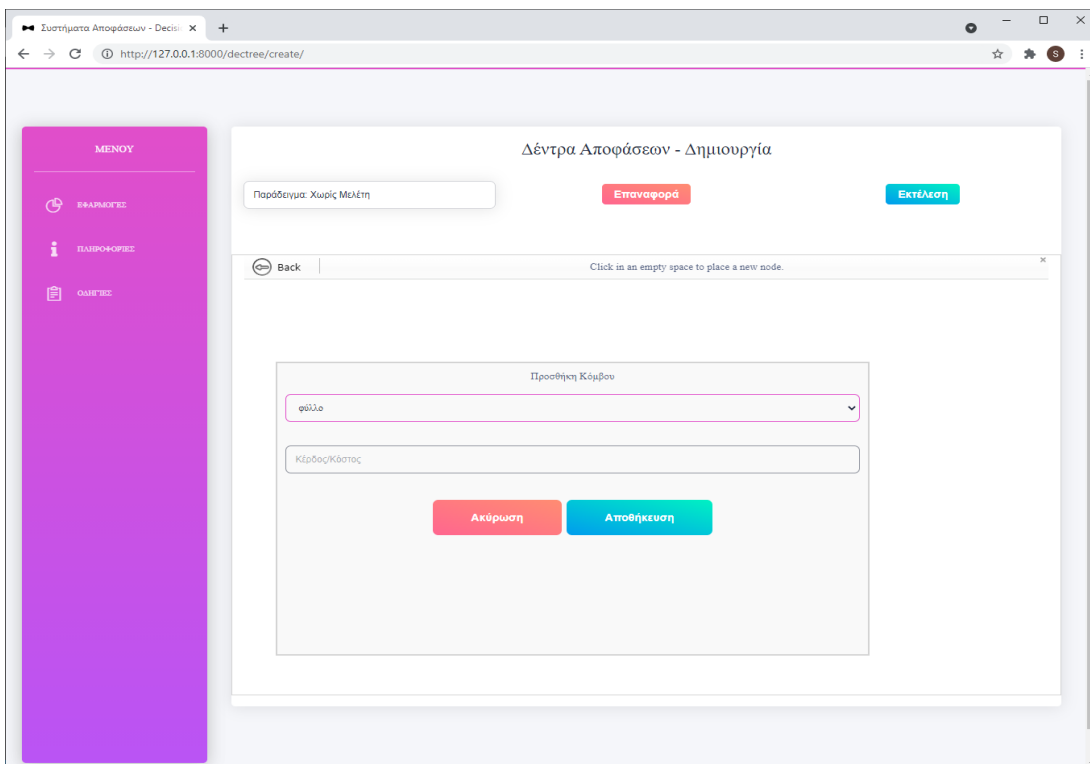 Συστήματα Αποφάσεων - Decisi
http://127.0.0.1:8000/dectree/create/
S
ΜΕΝΟΥ
ΕΦΑΡΜΟΓΕΣ
ΠΛΗΡΟΦΟΡΙΕΣ
ΟΔΗΓΙΕΣ
Δέντρα Αποφάσεων - Δημιουργία
Παράδειγμα: Χωρίς Μελέτη
Επαναφορά
Εκτέλεση
Back
Click in an empty space to place a new node.
Προσθήκη Κόμβου
φύλλο
Κέρδος/Κόστος
Ακύρωση
Αποθήκευση